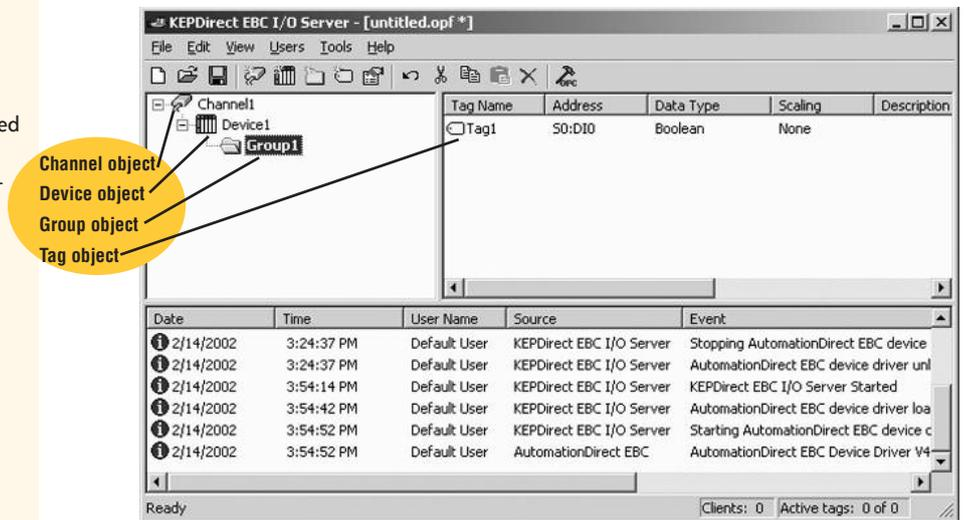 KEPDirect EBC I/O Server - [untitled.opf *]
File Edit View Users Tools Help
OPC
Channel1
Device1
Group1
Tag Name Address Data Type Scaling Description
Tag1 S0:DI0 Boolean None
ed
Channel object
Device object
Group object
Tag object
Date Time User Name Source Event
2/14/2002 3:24:37 PM Default User KEPDirect EBC I/O Server Stopping AutomationDirect EBC device
2/14/2002 3:24:37 PM Default User KEPDirect EBC I/O Server AutomationDirect EBC device driver unl
2/14/2002 3:54:14 PM Default User KEPDirect EBC I/O Server KEPDirect EBC I/O Server Started
2/14/2002 3:54:42 PM Default User KEPDirect EBC I/O Server AutomationDirect EBC device driver loa
2/14/2002 3:54:52 PM Default User KEPDirect EBC I/O Server Starting AutomationDirect EBC device d
2/14/2002 3:54:52 PM Default User AutomationDirect EBC AutomationDirect EBC Device Driver V4
Ready Clients: 0 Active tags: 0 of 0